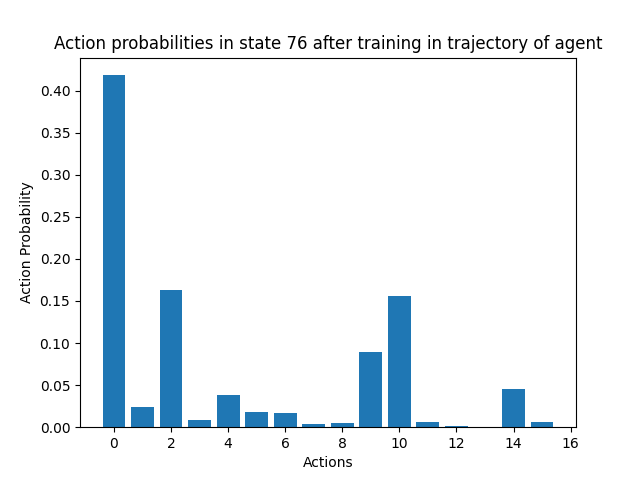 Action probabilities in state 76 after training in trajectory of agent
0.40
0.35
0.30
0.25
0.20
0.15
0.10
0.05
0.00
Action Probability
0 2 4 6 8 10 12 14 16
Actions